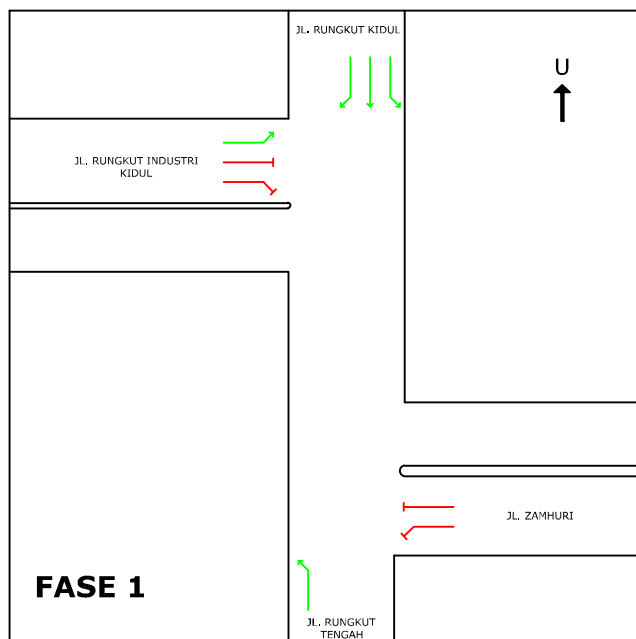 JL. RUNGKUT KIDUL
U
JL. RUNGKUT INDUSTRI
KIDUL
JL. ZAMHURI
FASE 1
JL. RUNGKUT
TENGAH